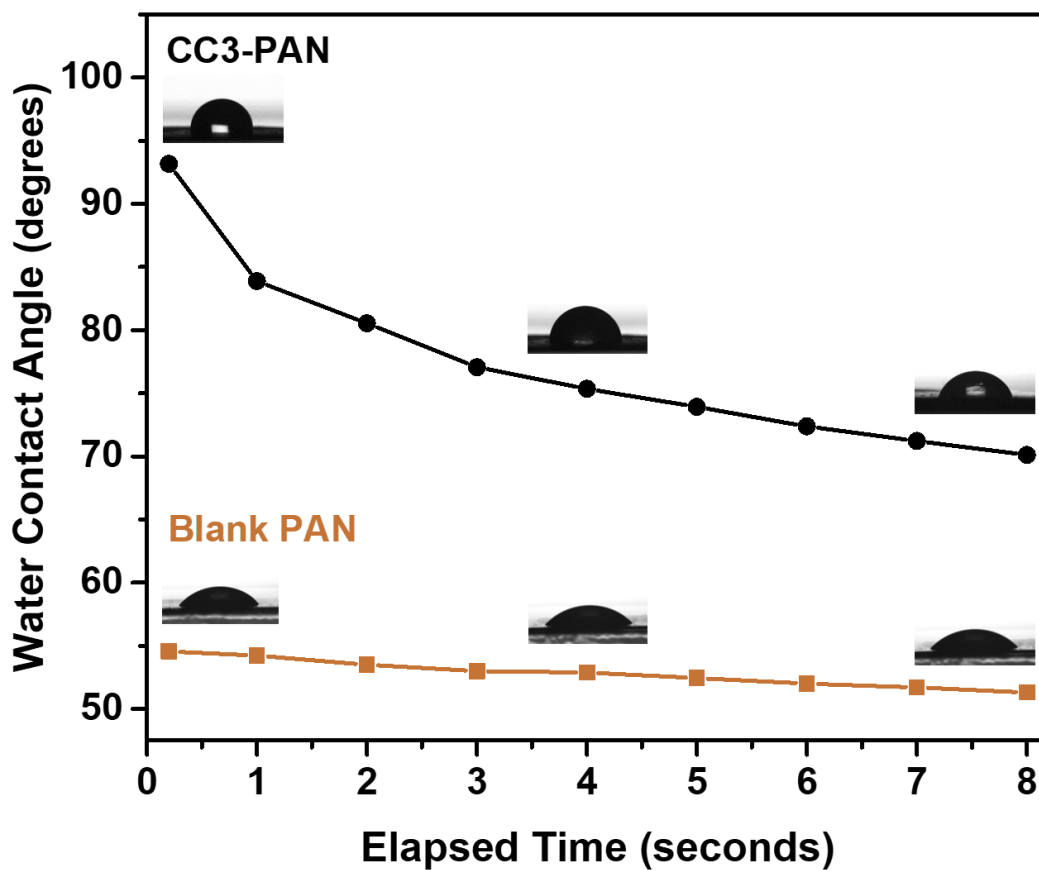 CC3-PAN
100
90
80
70
60
50
Water Contact Angle (degrees)
Blank PAN
0 1 2 3 4 5 6 7 8
Elapsed Time (seconds)